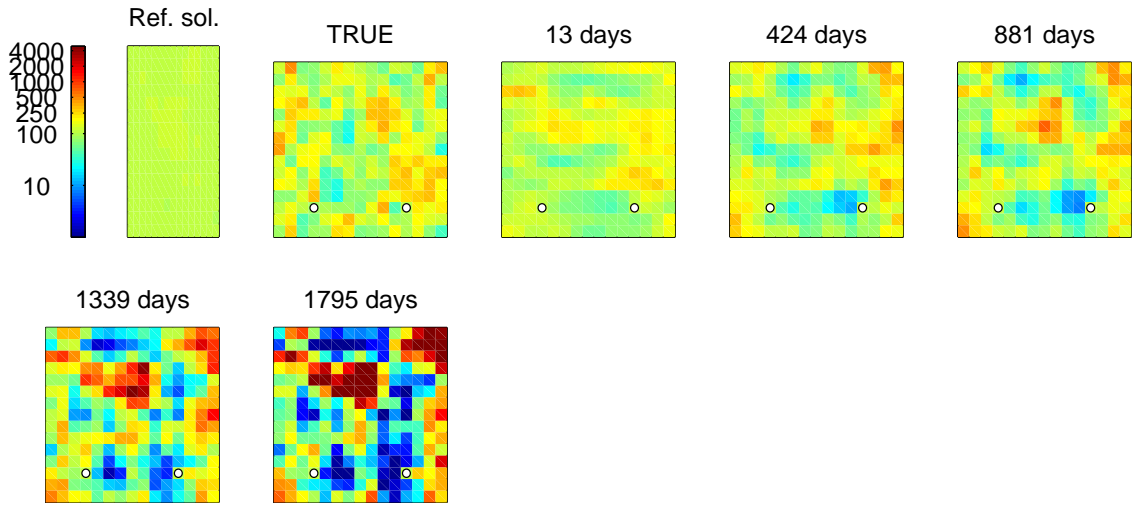 Ref. sol.
TRUE
13 days
424 days
881 days
4000
2000
1000
500
250
100
10
1339 days
1795 days